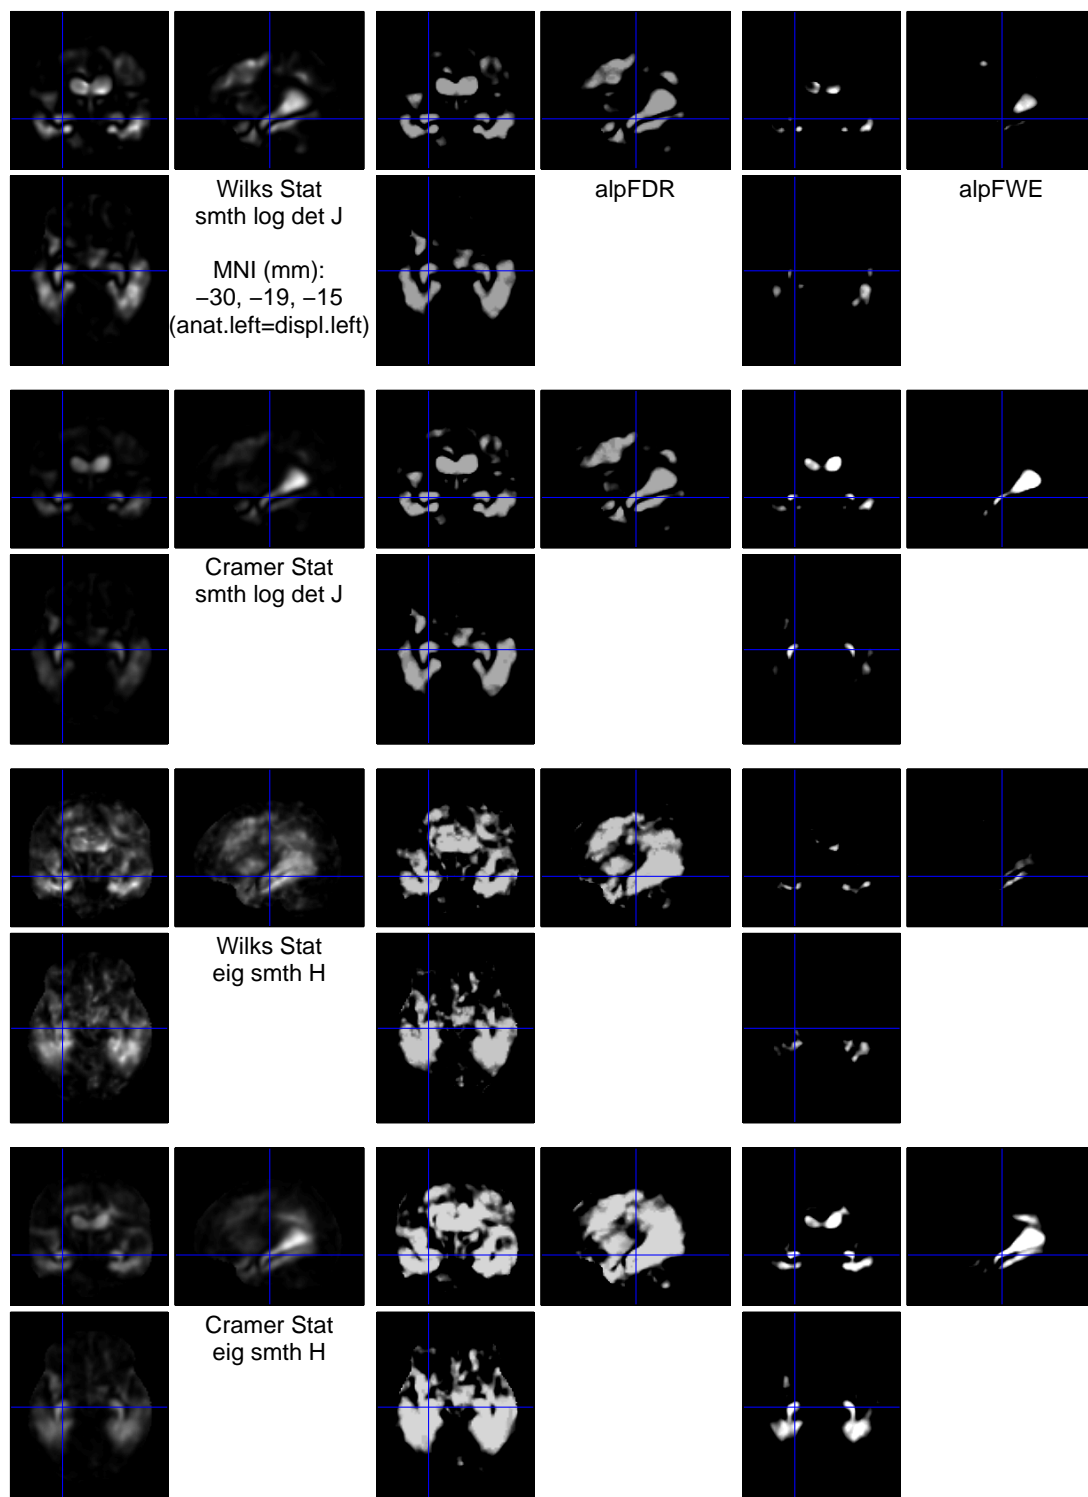 Wilks Stat
smth log det J
MNI (mm):
−30, −19, −15
(anat.left=displ.left)
alpFDR
alpFWE
Cramer Stat
smth log det J
Wilks Stat
eig smth H
Cramer Stat
eig smth H